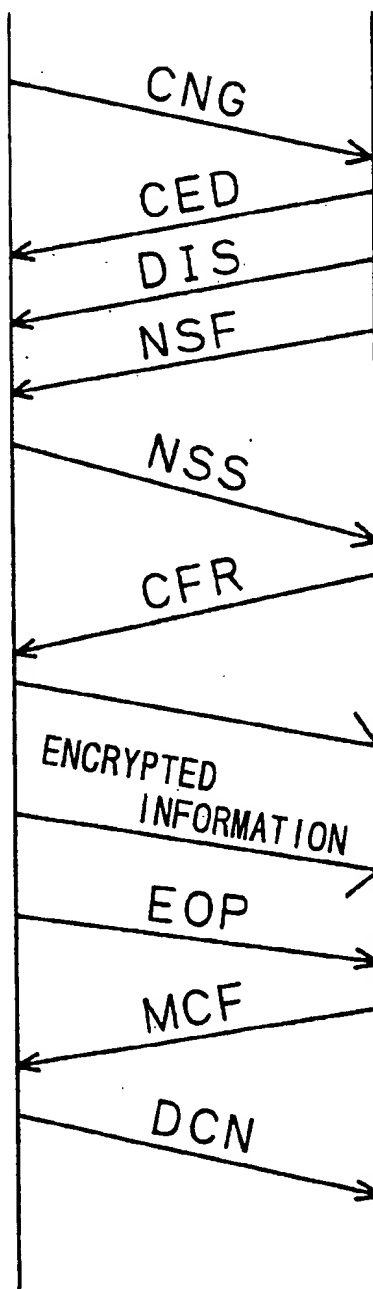 CNG
CED
DIS
NSF
NSS
CFR
ENCRYPTED
INFORMATION
EOP
MCF
DCN